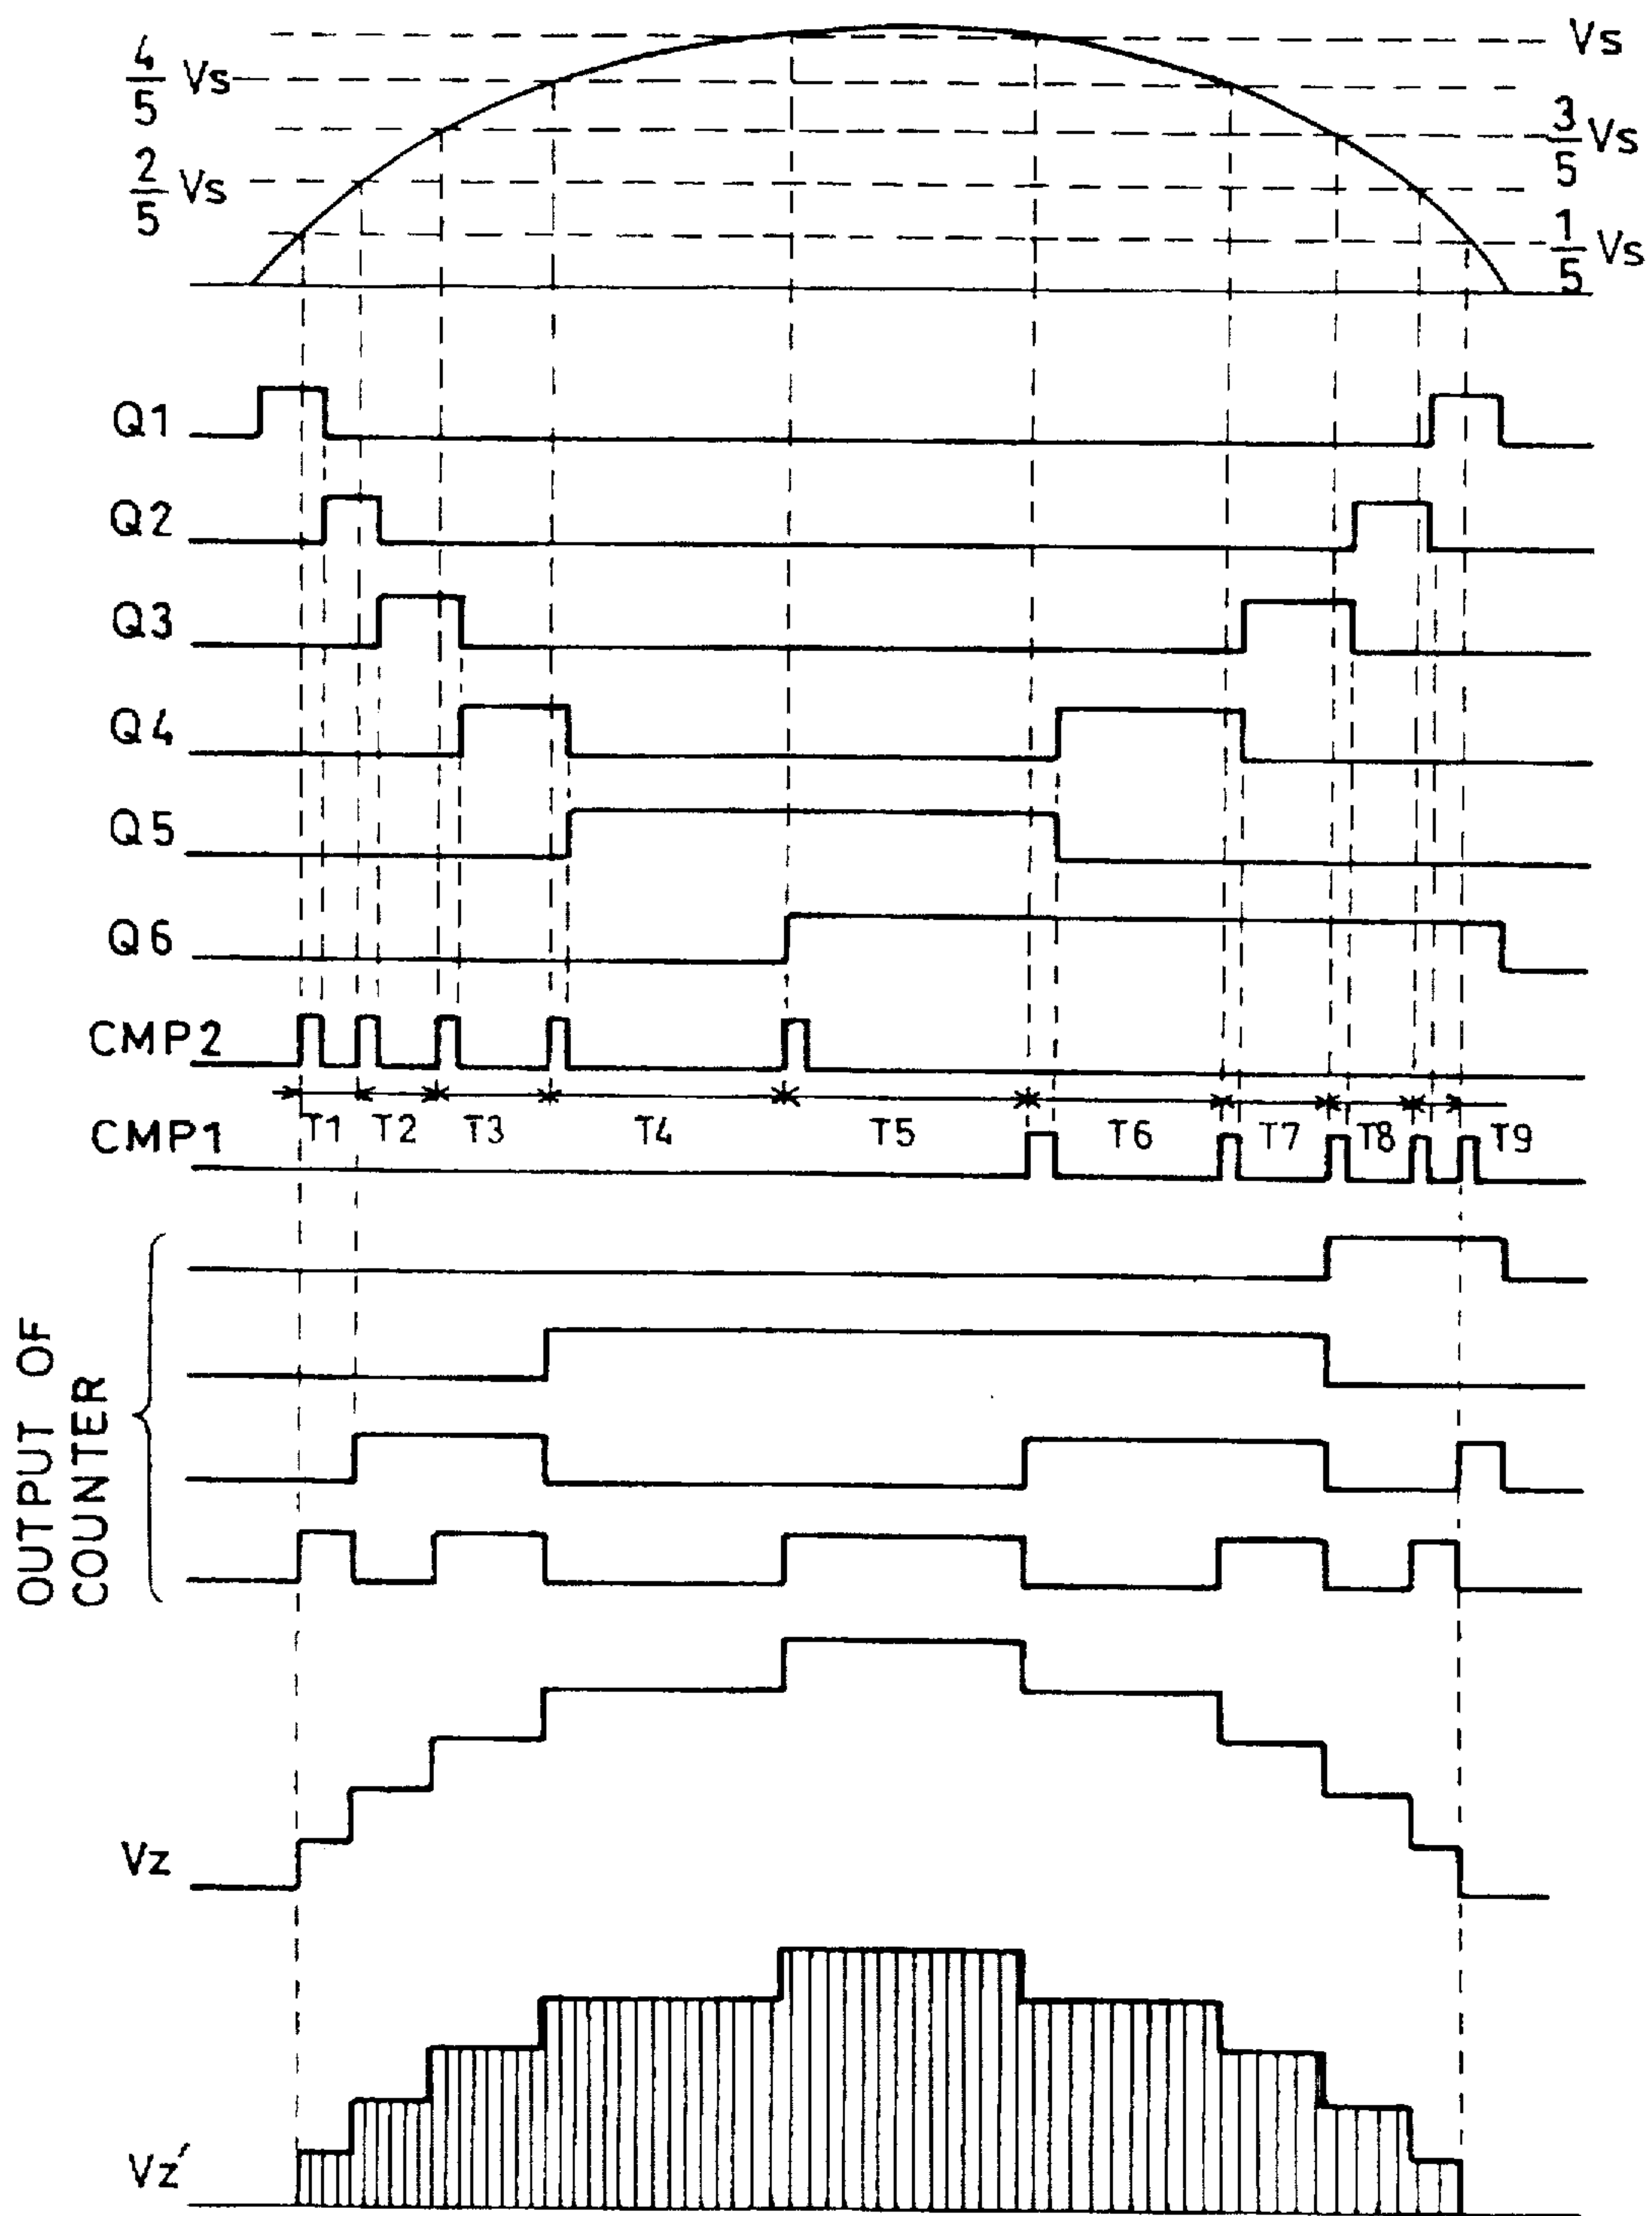 Vs
4/5 Vs
3/5 Vs
2/5 Vs
1/5 Vs
Q1
Q2
Q3
Q4
Q5
Q6
CMP2
T1 T2 T3 T4 T5 T6 T7 T8 T9
CMP1
OUTPUT OF
COUNTER
Vz
Vz′